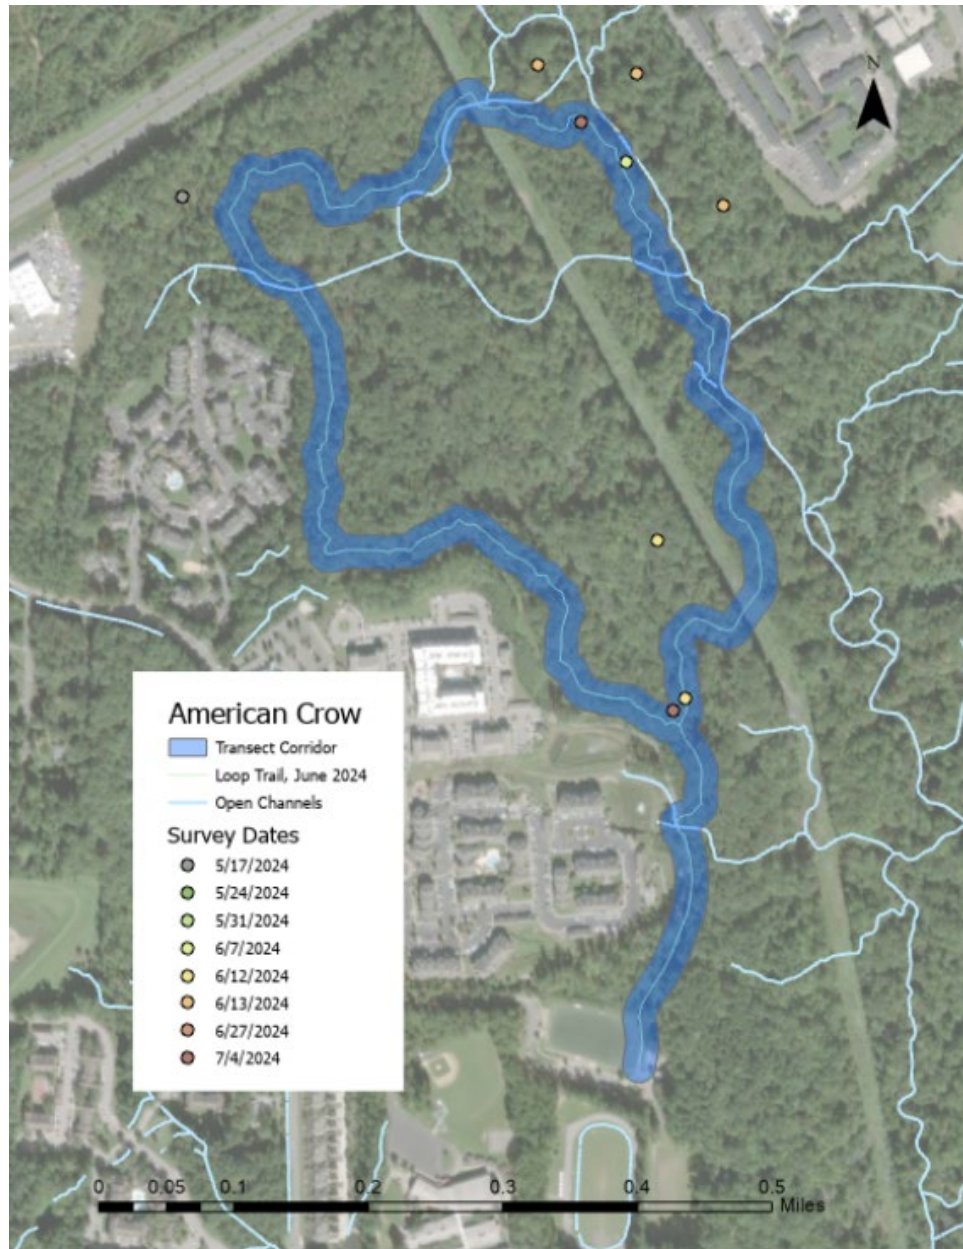 N
American Crow
Transect Corridor
Loop Trail, June 2024
Open Channels
Survey Dates
5/17/2024
5/24/2024
5/31/2024
6/7/2024
6/12/2024
6/13/2024
6/27/2024
7/4/2024
0 0.05 0.1 0.2 0.3 0.4 0.5
Miles